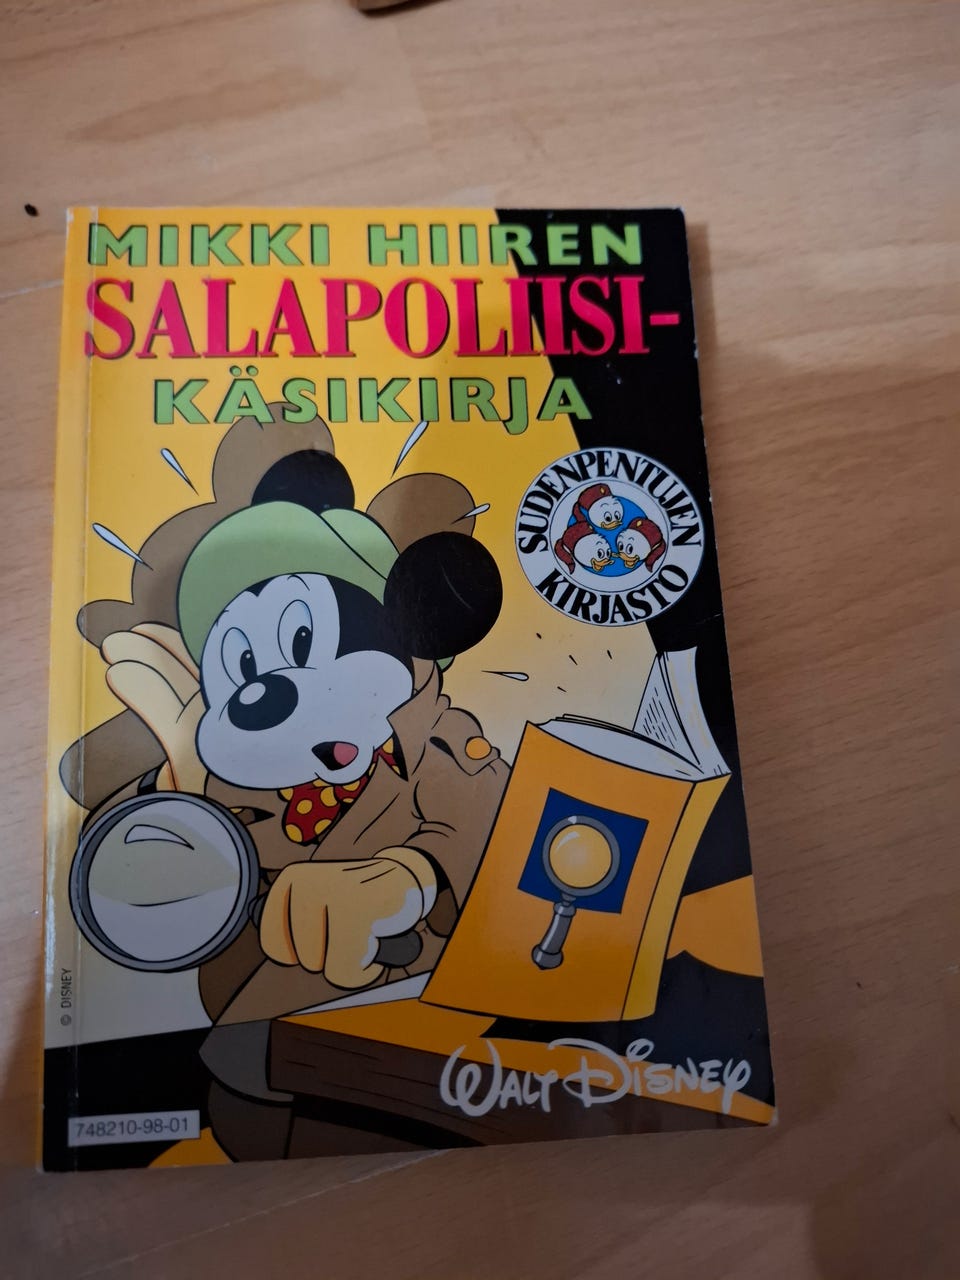 MIKKI HIIREN
SALAPOLIISI-
KÄSIKIRJA
SUDENPENTUJEN
KIRJASTO
© DISNEY
WALT DISNEY
748210-98-01